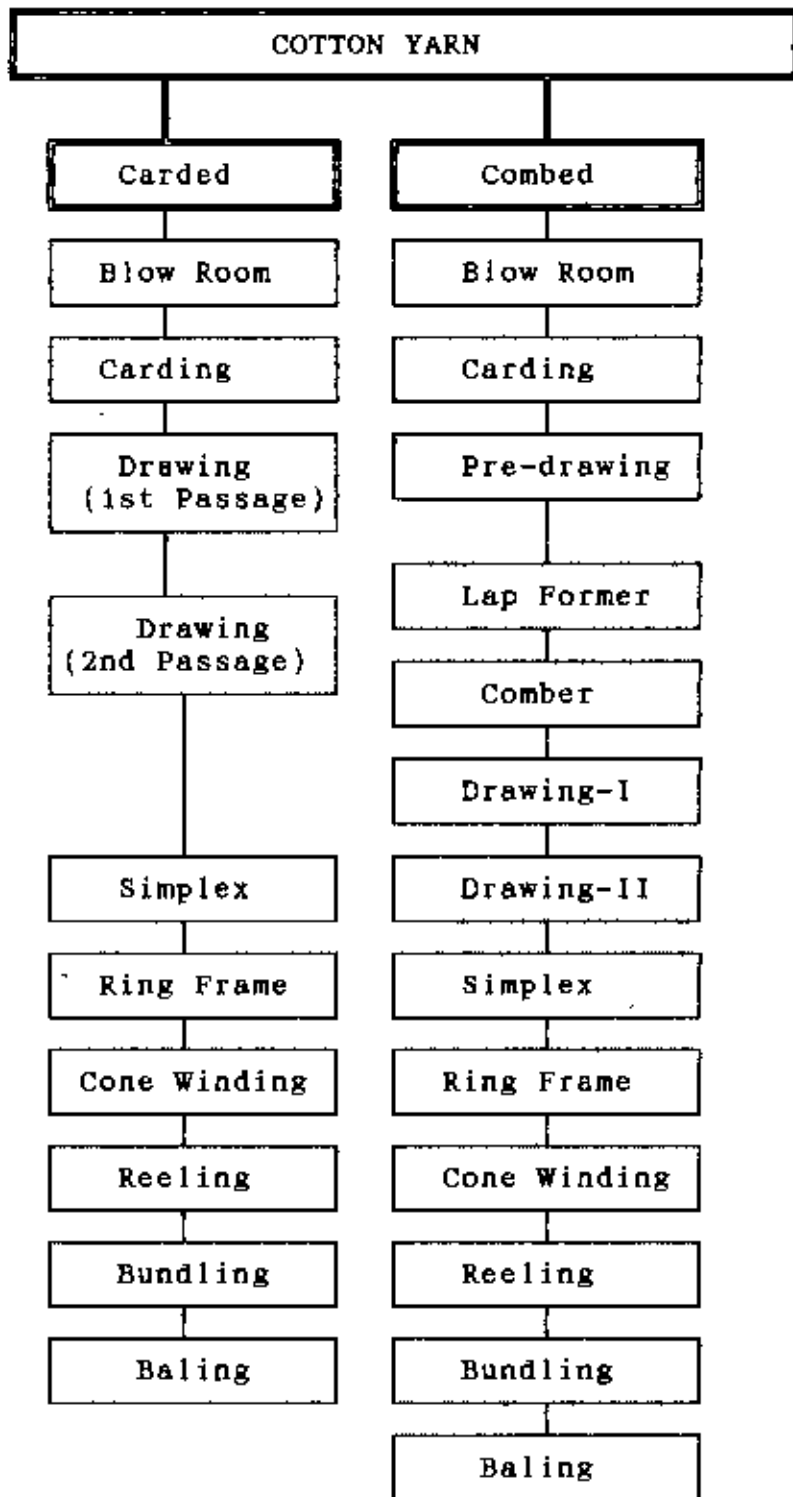 COTTON YARN
Carded
Blow Room
Carding
Drawing
(1st Passage)
Drawing
(2nd Passage)
Simplex
Ring Frame
Cone Winding
Reeling
Bundling
Baling
Combed
Blow Room
Carding
Pre-drawing
Lap Former
Comber
Drawing-I
Drawing-II
Simplex
Ring Frame
Cone Winding
Reeling
Bundling
Baling